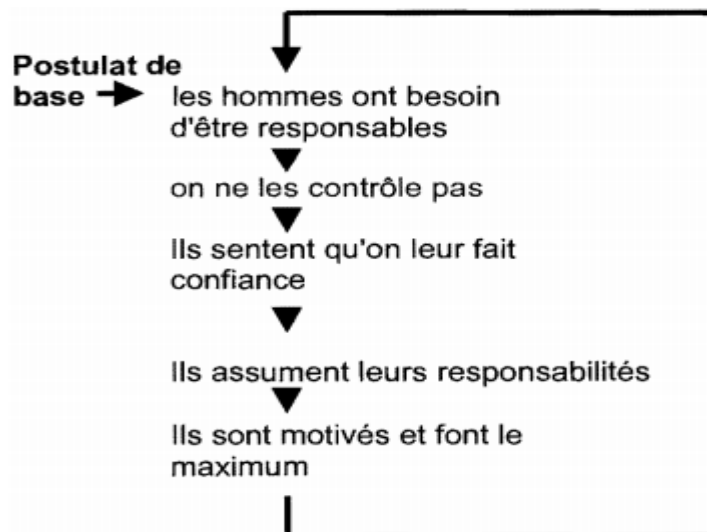 Postulat de
base
les hommes ont besoin
d'être responsables
on ne les contrôle pas
Ils sentent qu'on leur fait
confiance
Ils assument leurs responsabilités
Ils sont motivés et font le
maximum